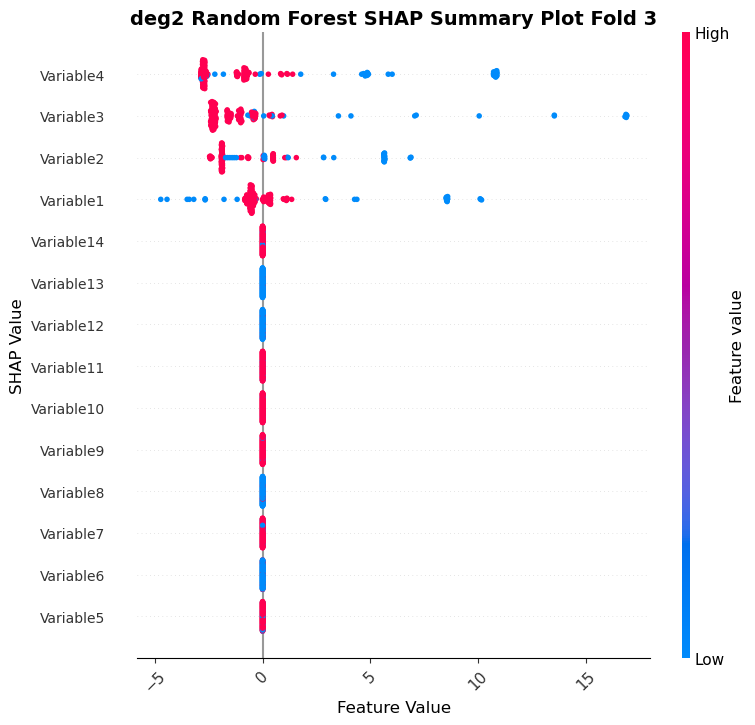 deg2 Random Forest SHAP Summary Plot Fold 3
High
Variable4
Variable3
Variable2
Variable1
Variable14
Variable13
Variable12
Variable11
Variable10
Variable9
Variable8
Variable7
Variable6
Variable5
SHAP Value
Feature value
Low
−5 0 5 10 15
Feature Value